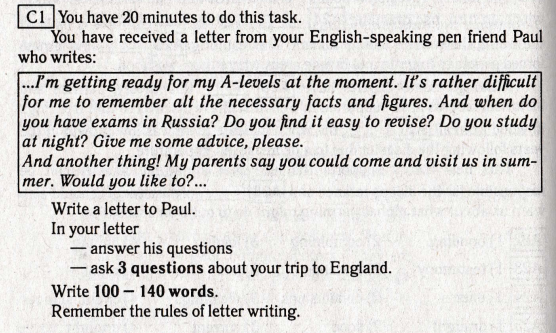 C1 You have 20 minutes to do this task.
You have received a letter from your English-speaking pen friend Paul
who writes:
...I'm getting ready for my A-levels at the moment. It's rather difficult
for me to remember alt the necessary facts and figures. And when do
you have exams in Russia? Do you find it easy to revise? Do you study
at night? Give me some advice, please.
And another thing! My parents say you could come and visit us in sum-
mer. Would you like to?...
Write a letter to Paul.
In your letter
— answer his questions
— ask 3 questions about your trip to England.
Write 100 – 140 words.
Remember the rules of letter writing.